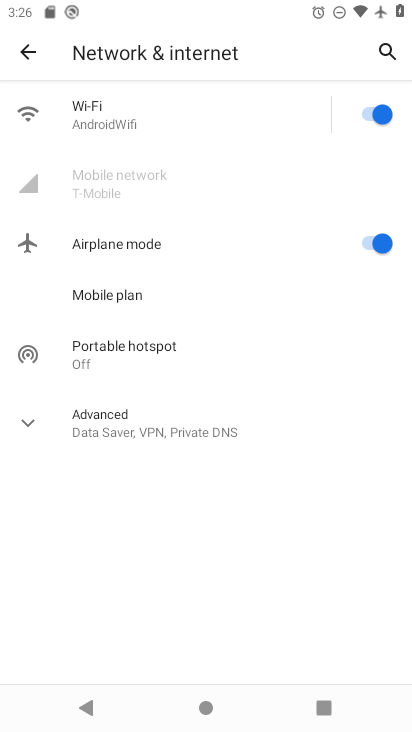 3:26
Network & internet
Wi-Fi
AndroidWifi
Mobile network
T-Mobile
Airplane mode
Mobile plan
Portable hotspot
Off
Advanced
Data Saver, VPN, Private DNS